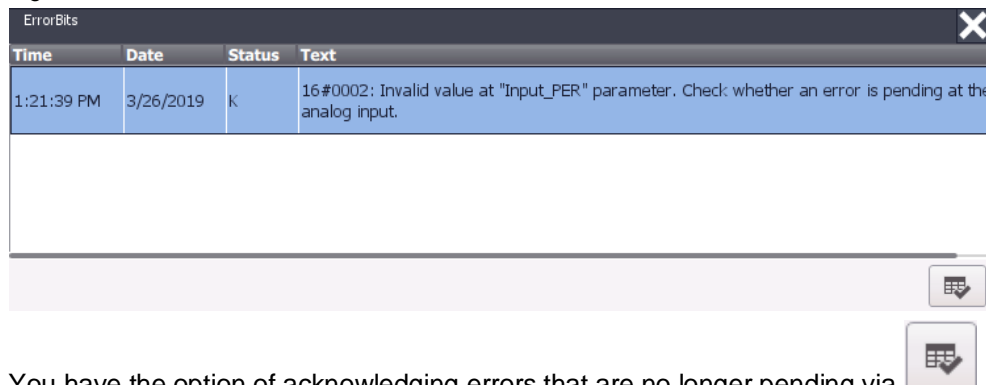 ErrorBits
Time Date Status Text
1:21:39 PM 3/26/2019 K 16#0002: Invalid value at "Input_PER" parameter. Check whether an error is pending at the
analog input.
You have the option of acknowledging errors that are no longer pending via